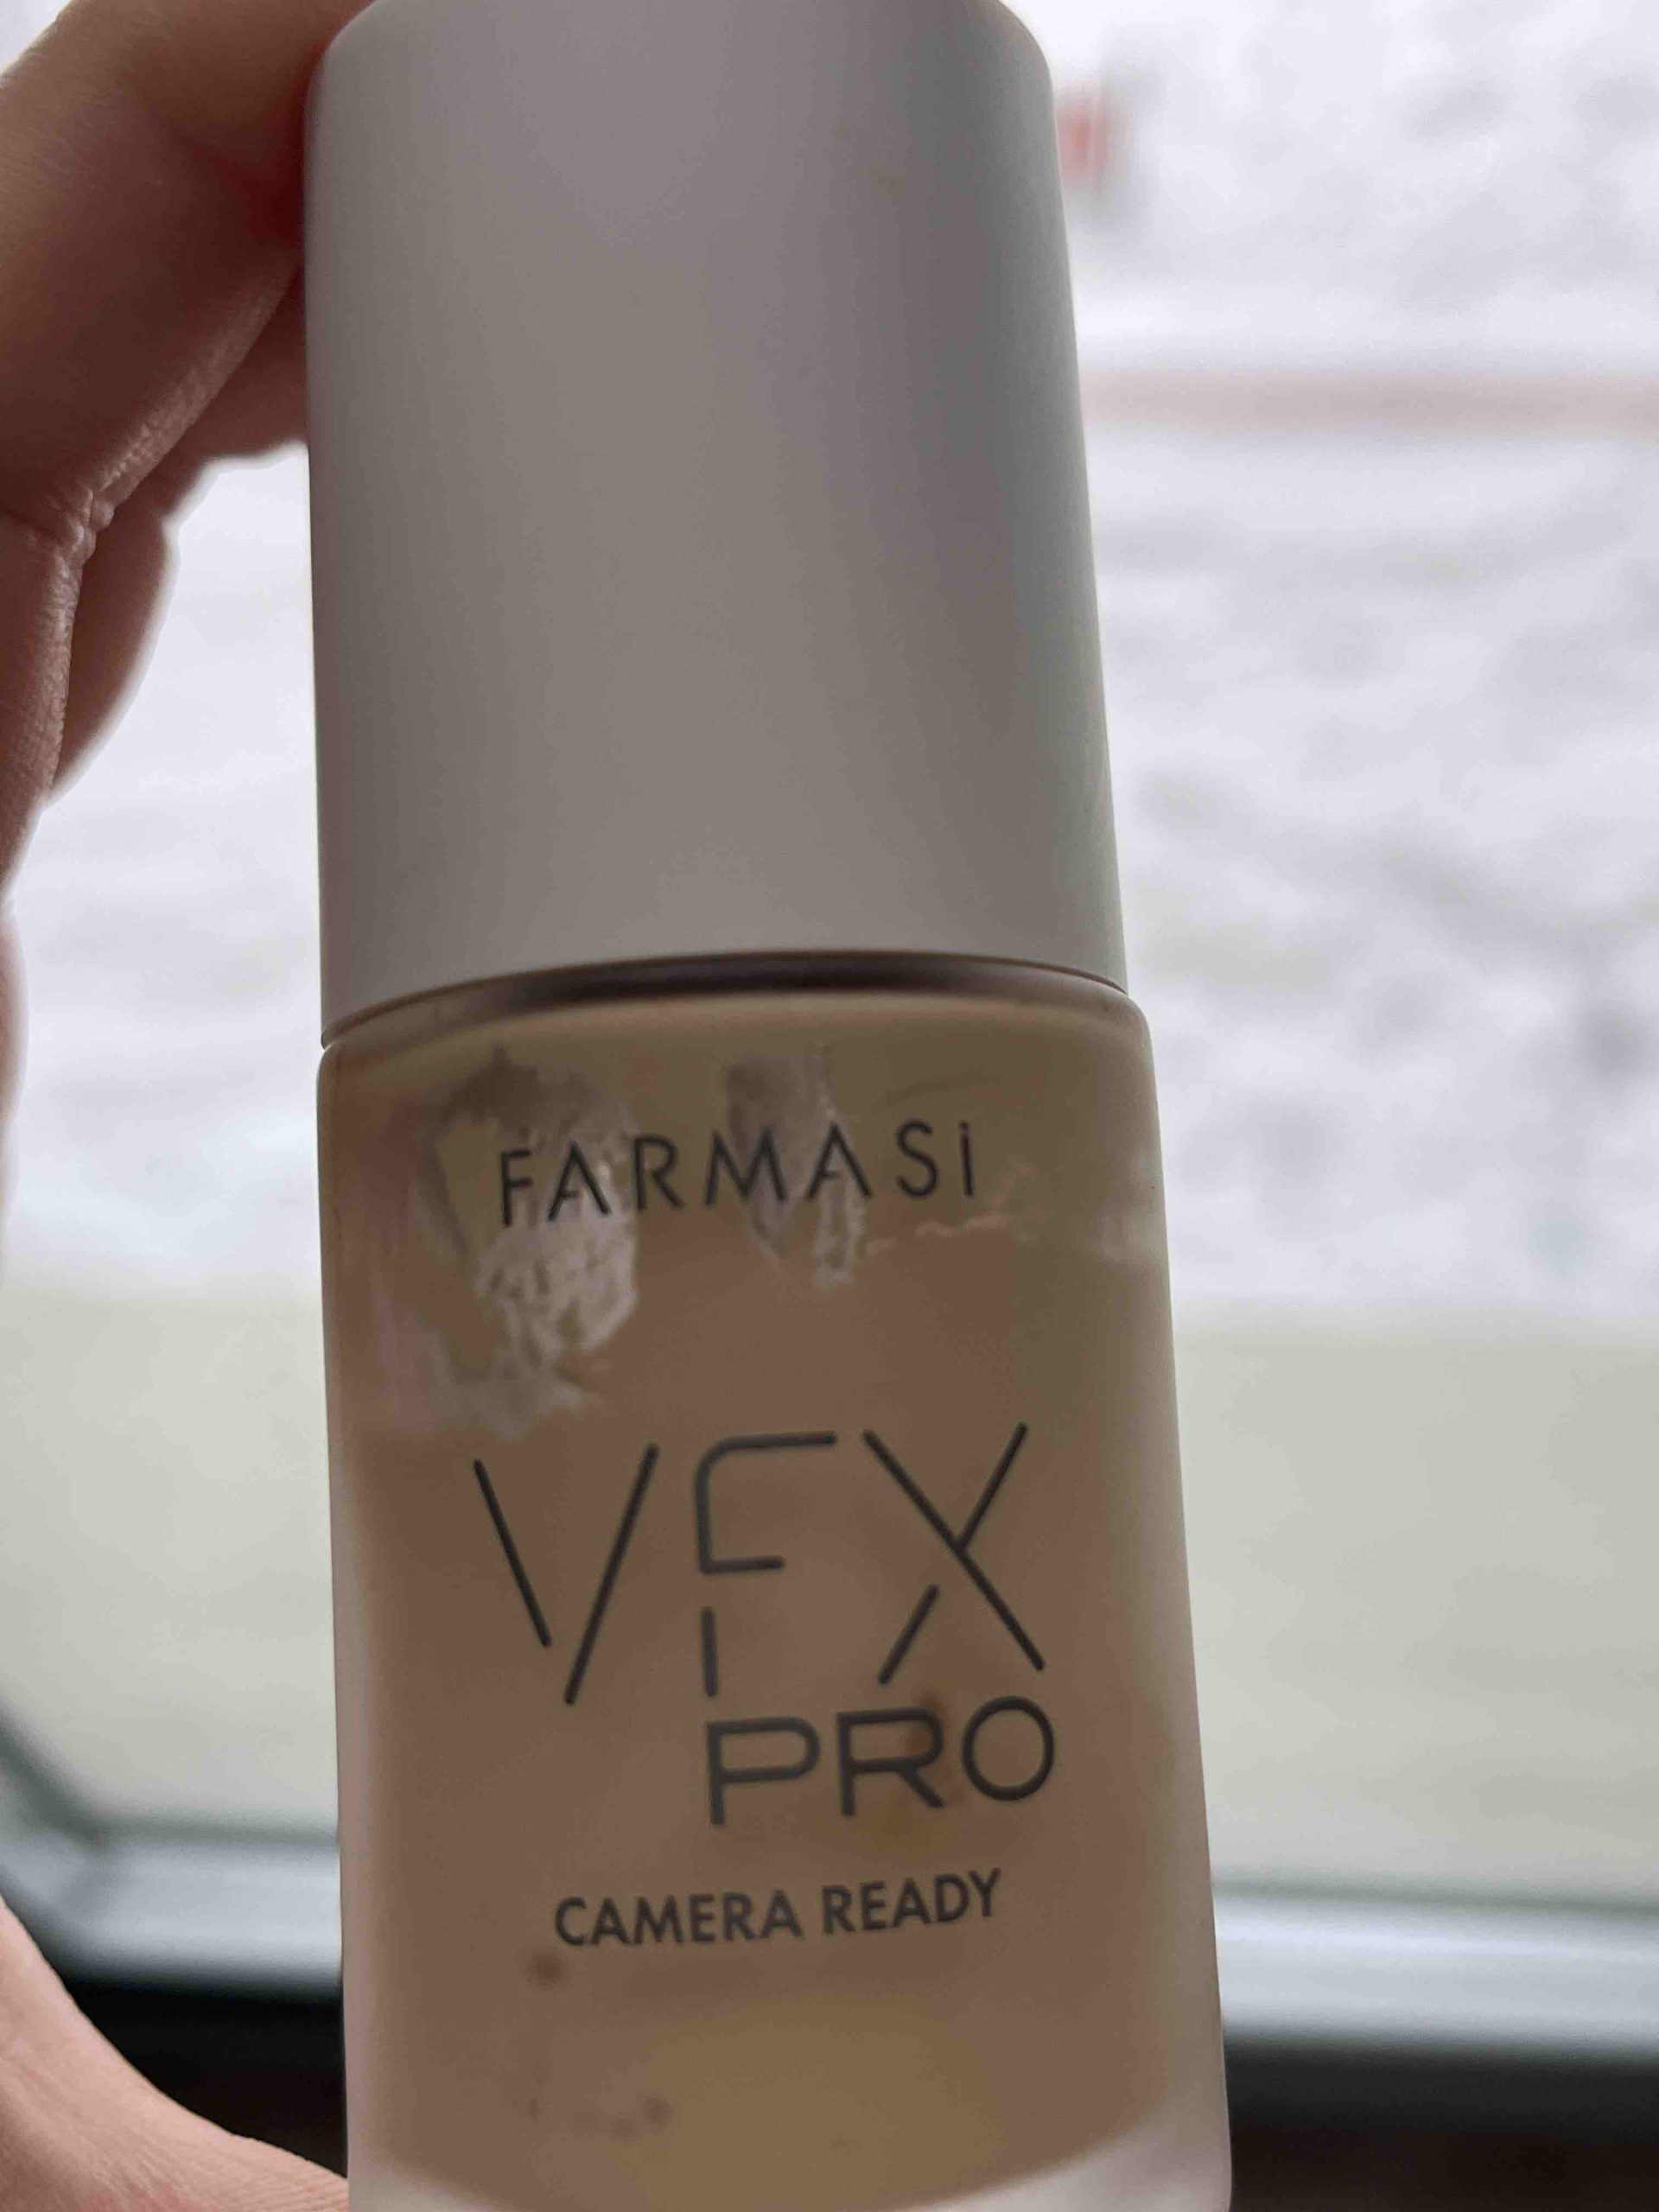 FARMASİ
VFX
PRO
CAMERA READY